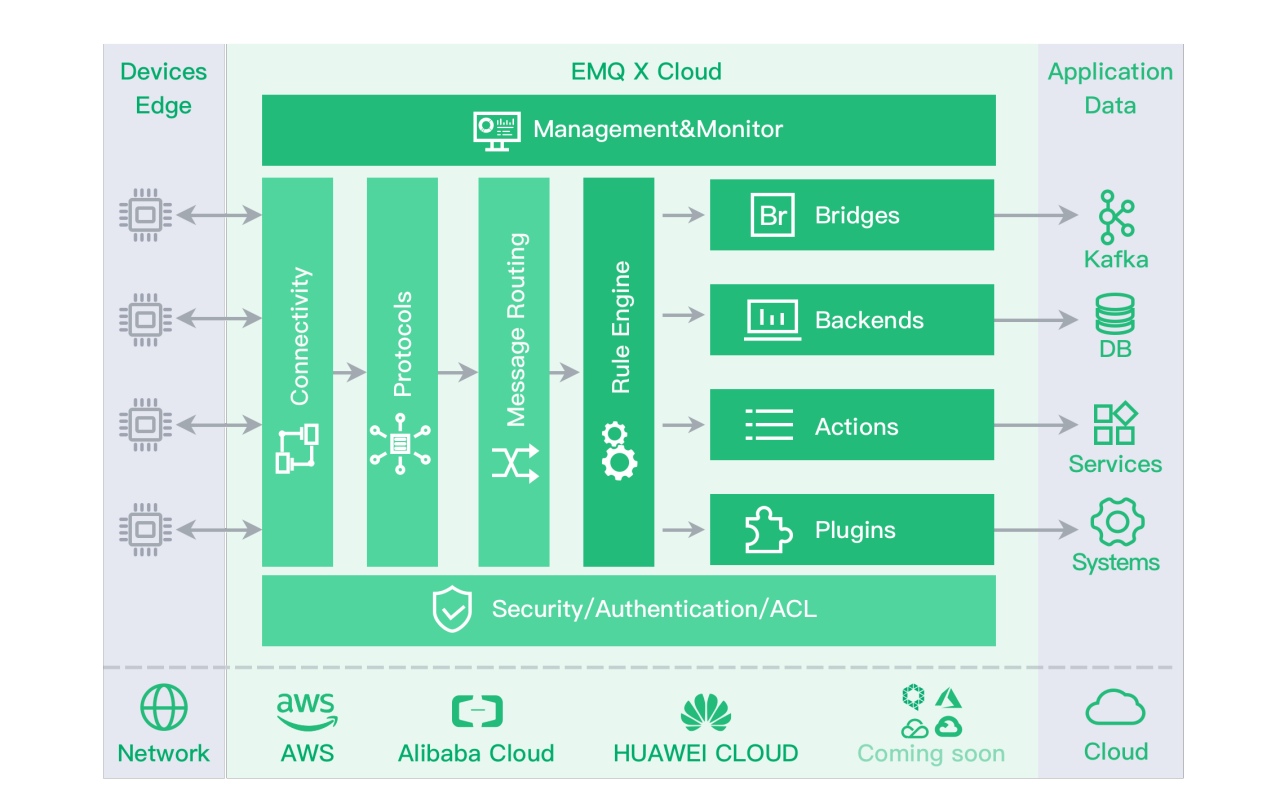 Devices
Edge
EMQ X Cloud
Application
Data
Management&Monitor
Connectivity
Protocols
Message Routing
Rule Engine
Br
Bridges
Backends
Actions
Plugins
Kafka
DB
Services
Systems
Security/Authentication/ACL
Network
aws
AWS
Alibaba Cloud
HUAWEI CLOUD
Coming soon
Cloud